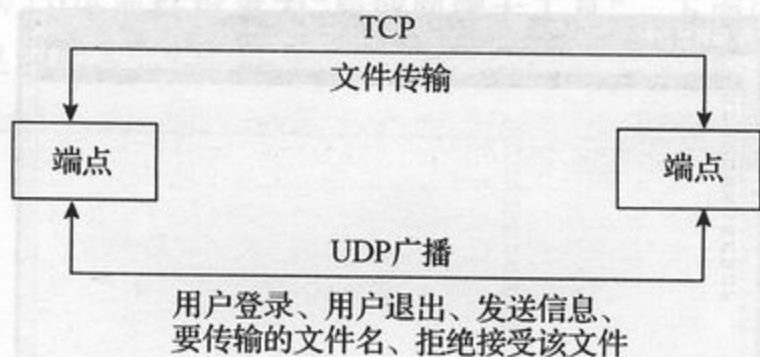 TCP
文件传输
端点
端点
UDP广播
用户登录、用户退出、发送信息、
要传输的文件名、拒绝接受该文件